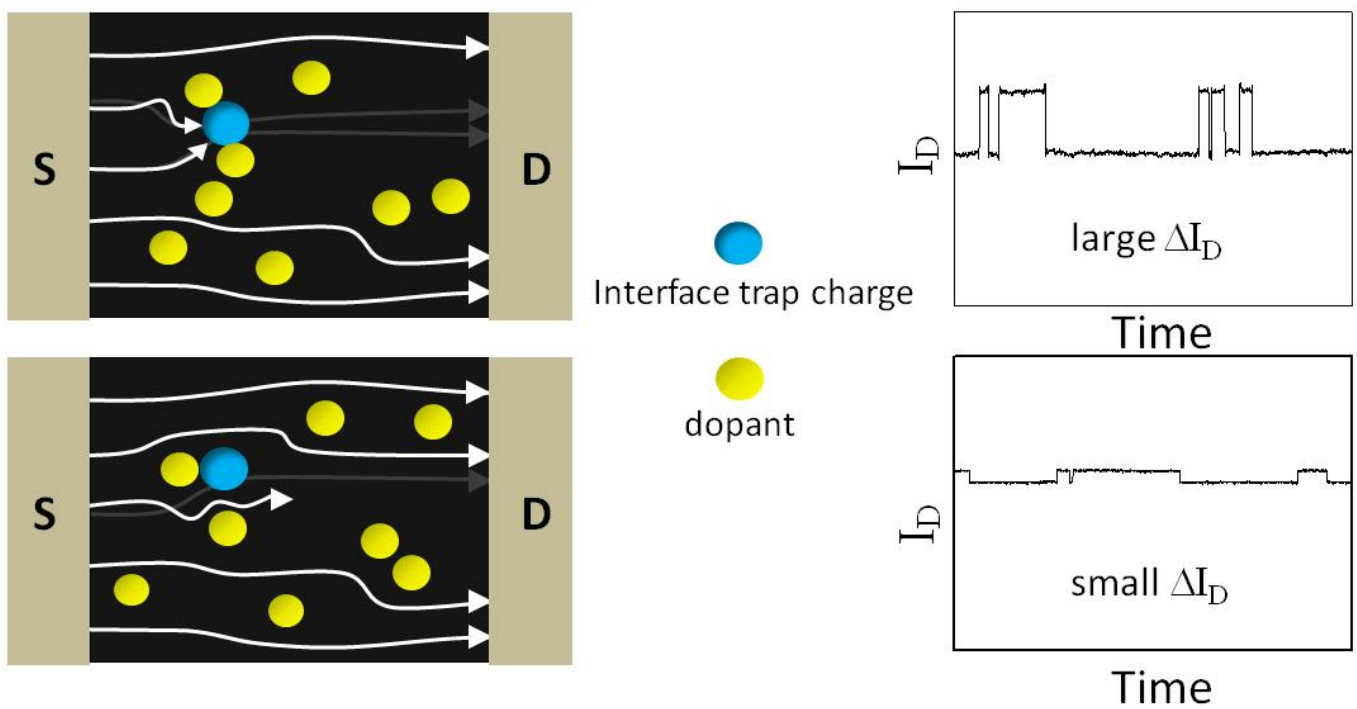 S
D
I_D
large ΔI_D
Time
Interface trap charge
dopant
S
D
I_D
small ΔI_D
Time